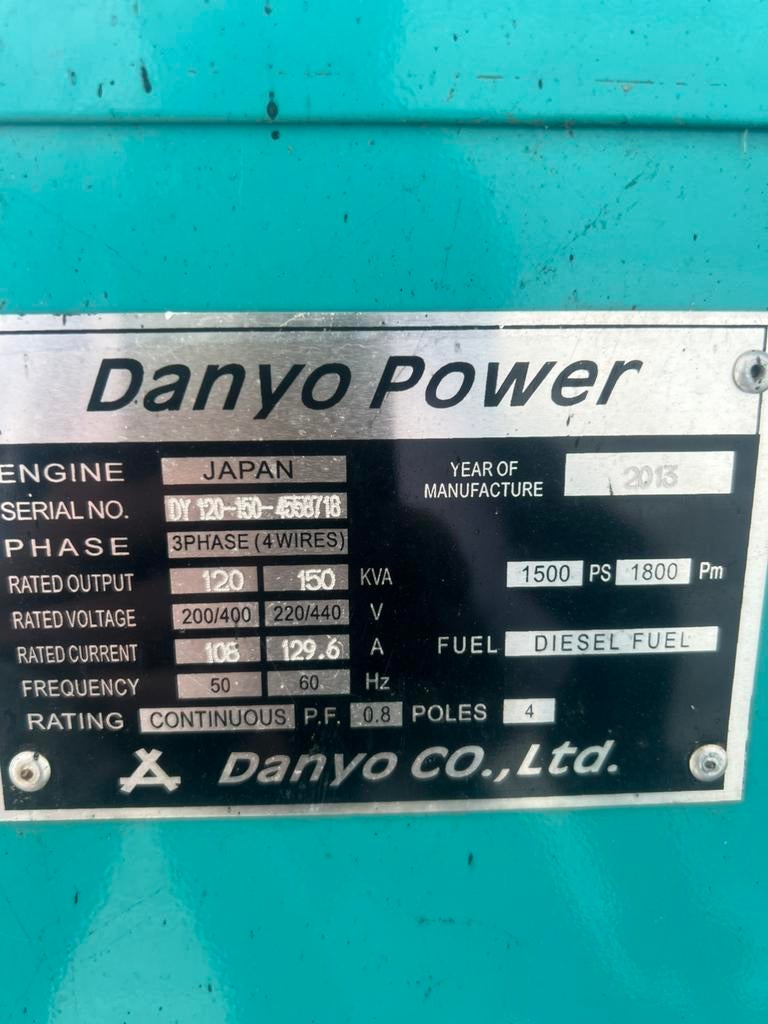 Danyo Power
ENGINE JAPAN
YEAR OF MANUFACTURE 2013
SERIAL NO. DY 120-150-4558718
PHASE 3PHASE (4 WIRES)
RATED OUTPUT 120 150 KVA 1500 PS 1800 Pm
RATED VOLTAGE 200/400 220/440 V
RATED CURRENT 108 129.6 A FUEL DIESEL FUEL
FREQUENCY 50 60 Hz
RATING CONTINUOUS P.F. 0.8 POLES 4
Danyo CO.,Ltd.